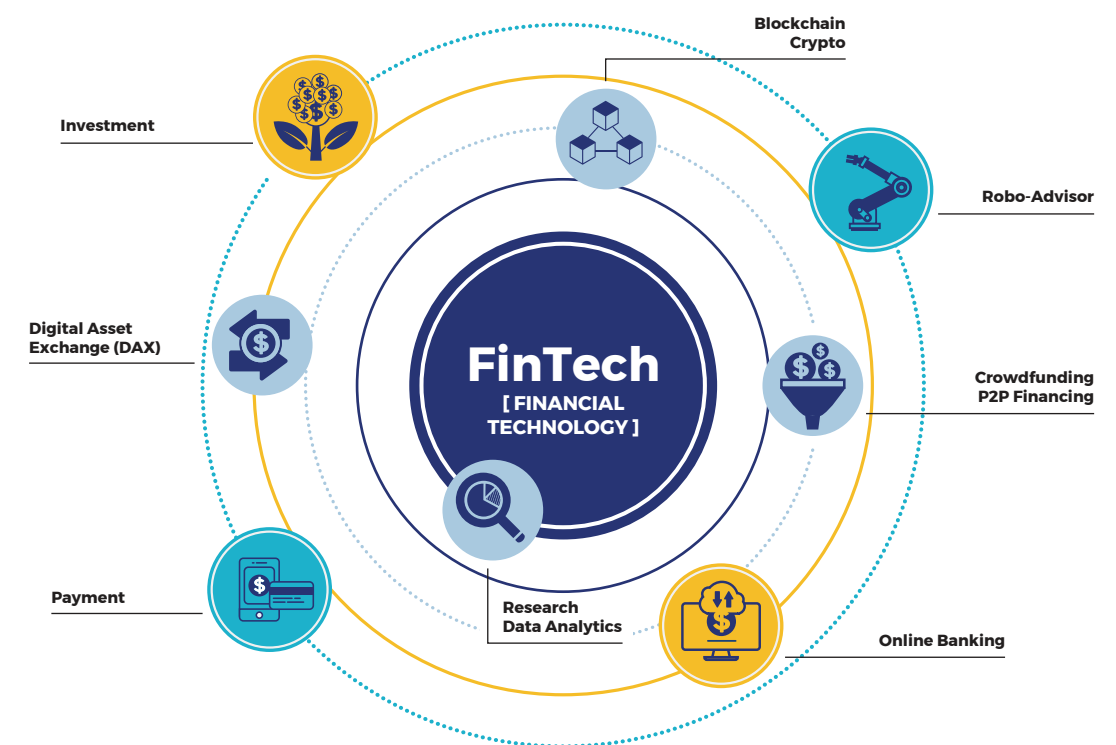 Blockchain
Crypto
Investment
Robo-Advisor
Digital Asset
Exchange (DAX)
FinTech
[ FINANCIAL
TECHNOLOGY ]
Crowdfunding
P2P Financing
Payment
Research
Data Analytics
Online Banking